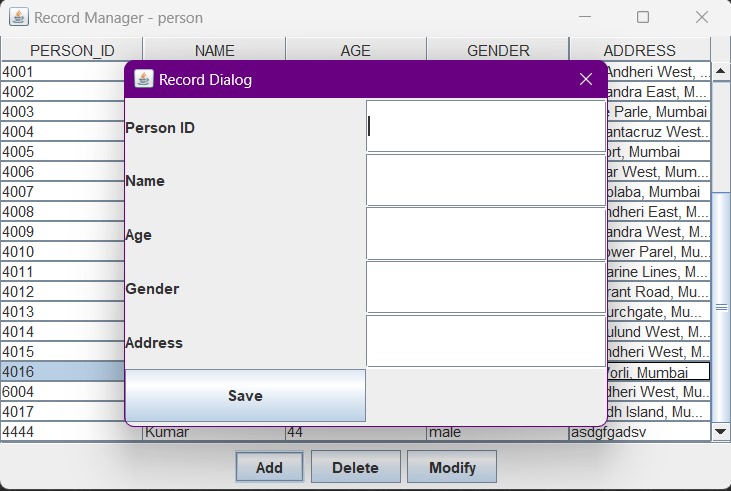 Record Manager - person
PERSON_ID NAME AGE GENDER ADDRESS
4001 Andheri West, ...
4002 andra East, M...
4003 Parle, Mumbai
4004 antacruz West...
4005 ort, Mumbai
4006 ar West, Mum...
4007 olaba, Mumbai
4008 ndheri East, M...
4009 andra West, M...
4010 ower Parel, Mu...
4011 arine Lines, M...
4012 rant Road, Mu...
4013 urchgate, Mu...
4014 ulund West, M...
4015 ndheri West, M...
4016 Worli, Mumbai
6004 dheri West, Mu...
4017 dh Island, Mu...
4444 Kumar 44 male asdgfgadsv
Record Dialog
Person ID
Name
Age
Gender
Address
Save
Add Delete Modify